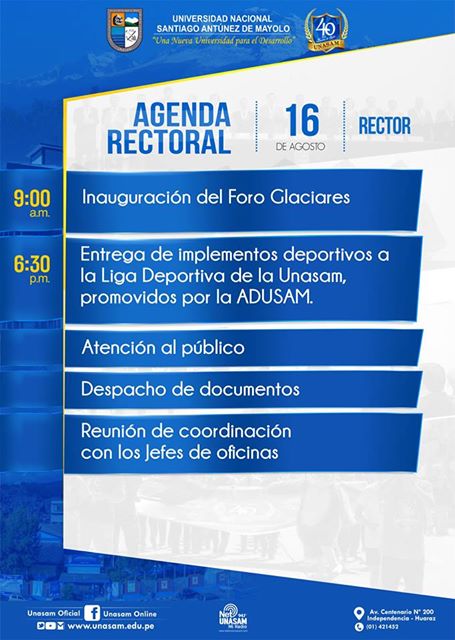 UNIVERSIDAD NACIONAL
SANTIAGO ANTÚNEZ DE MAYOLO
"Una Nueva Universidad para el Desarrollo"
40
UNASAM
AGENDA
RECTORAL
16
DE AGOSTO
RECTOR
9:00
a.m.
Inauguración del Foro Glaciares
6:30
p.m.
Entrega de implementos deportivos a
la Liga Deportiva de la Unasam,
promovidos por la ADUSAM.
Atención al público
Despacho de documentos
Reunión de coordinación
con los Jefes de oficinas
Unasam Oficial
Unasam Online
www.unasam.edu.pe
UNASAM
Mi Radio
Av. Centenario N° 200
Independencia - Huaraz
(01) 421452